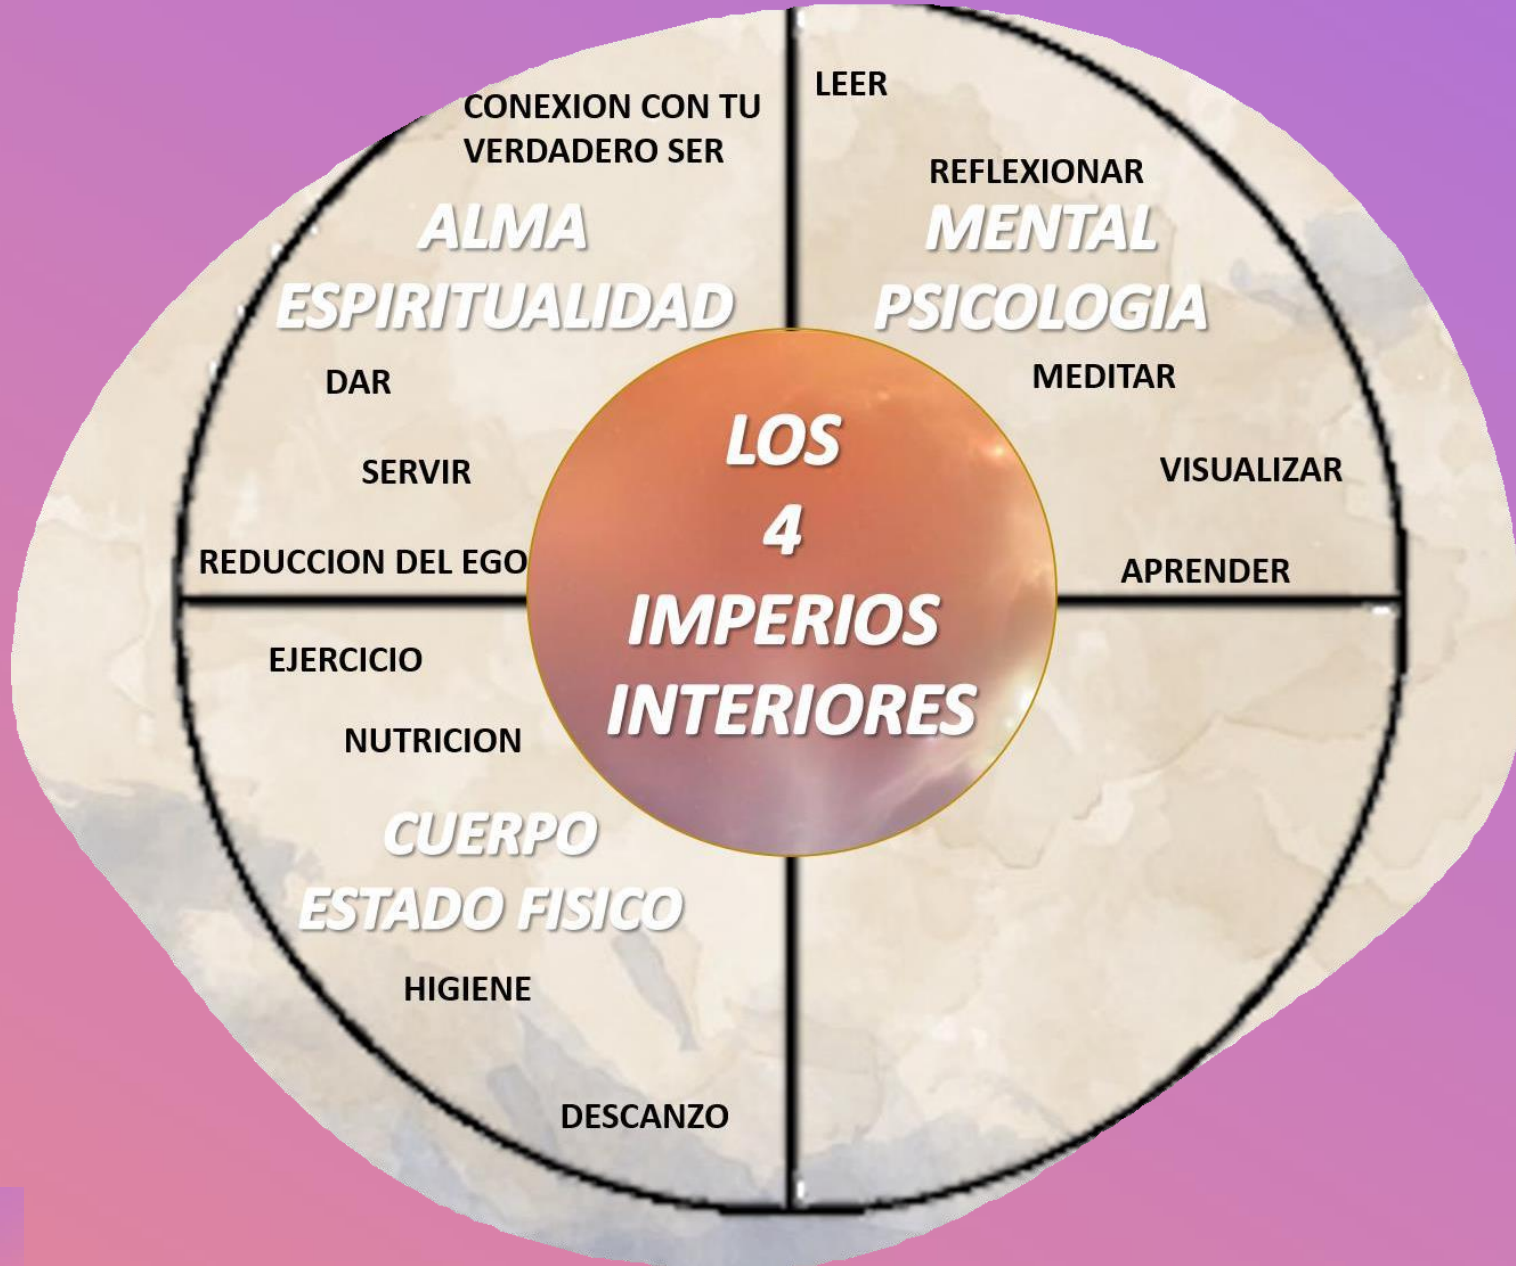 CONEXION CON TU
VERDADERO SER
ALMA
ESPIRITUALIDAD
DAR
SERVIR
REDUCCION DEL EGO
LEER
REFLEXIONAR
MENTAL
PSICOLOGIA
MEDITAR
VISUALIZAR
APRENDER
LOS
4
IMPERIOS
INTERIORES
EJERCICIO
NUTRICION
CUERPO
ESTADO FISICO
HIGIENE
DESCANZO